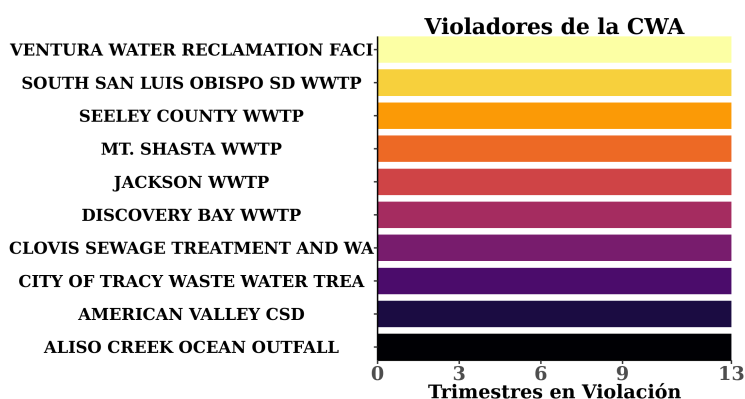 Violadores de la CWA
VENTURA WATER RECLAMATION FACI
SOUTH SAN LUIS OBISPO SD WWTP
SEELEY COUNTY WWTP
MT. SHASTA WWTP
JACKSON WWTP
DISCOVERY BAY WWTP
CLOVIS SEWAGE TREATMENT AND WA
CITY OF TRACY WASTE WATER TREA
AMERICAN VALLEY CSD
ALISO CREEK OCEAN OUTFALL
0 3 6 9 13
Trimestres en Violación